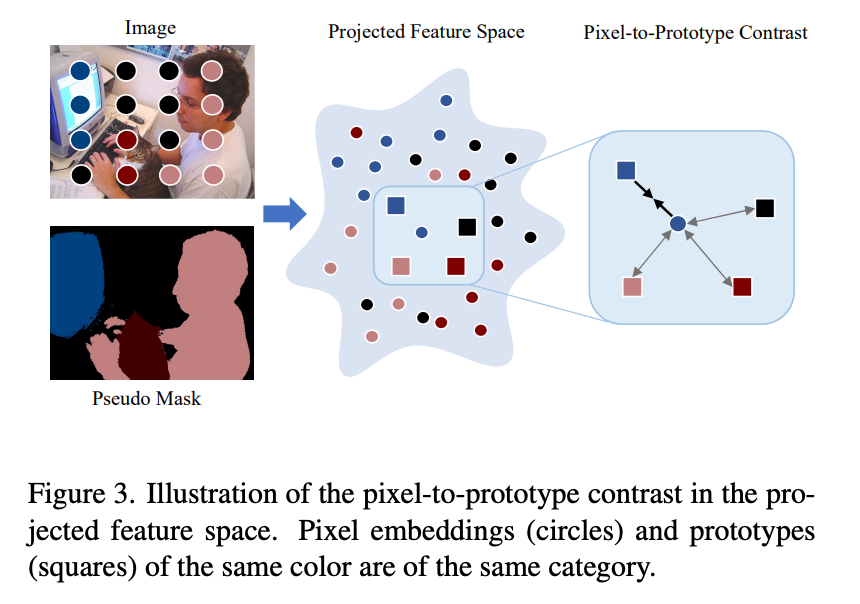 Image
Projected Feature Space
Pixel-to-Prototype Contrast
Pseudo Mask
Figure 3. Illustration of the pixel-to-prototype contrast in the pro-
jected feature space. Pixel embeddings (circles) and prototypes
(squares) of the same color are of the same category.